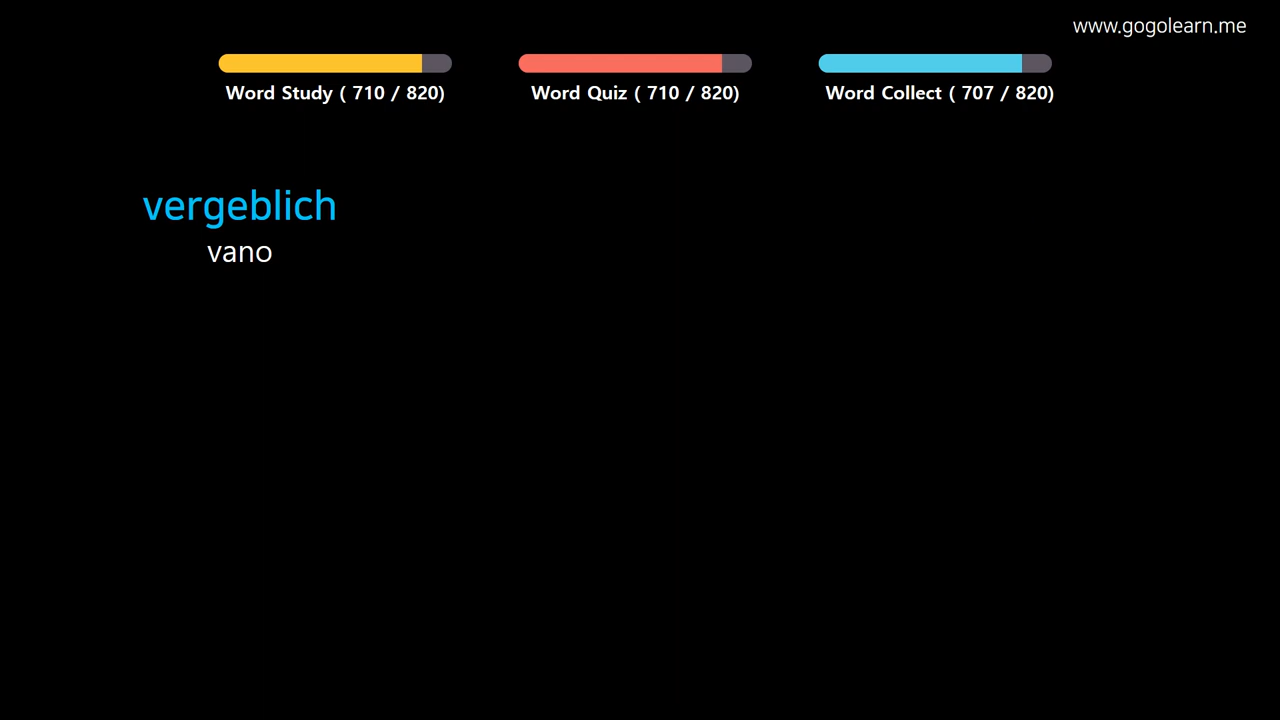 www.gogolearn.me
Word Study ( 710 / 820)
Word Quiz ( 710 / 820)
Word Collect ( 707 / 820)
vergeblich
vano